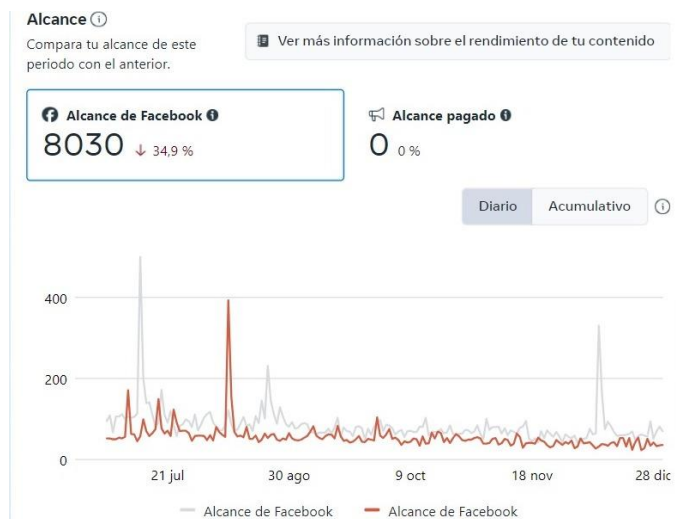 Alcance
Compara tu alcance de este
periodo con el anterior.
Ver más información sobre el rendimiento de tu contenido
Alcance de Facebook
8030 ↓ 34,9 %
Alcance pagado
0 0 %
Diario Acumulativo
400
200
0
21 jul 30 ago 9 oct 18 nov 28 dic
Alcance de Facebook Alcance de Facebook